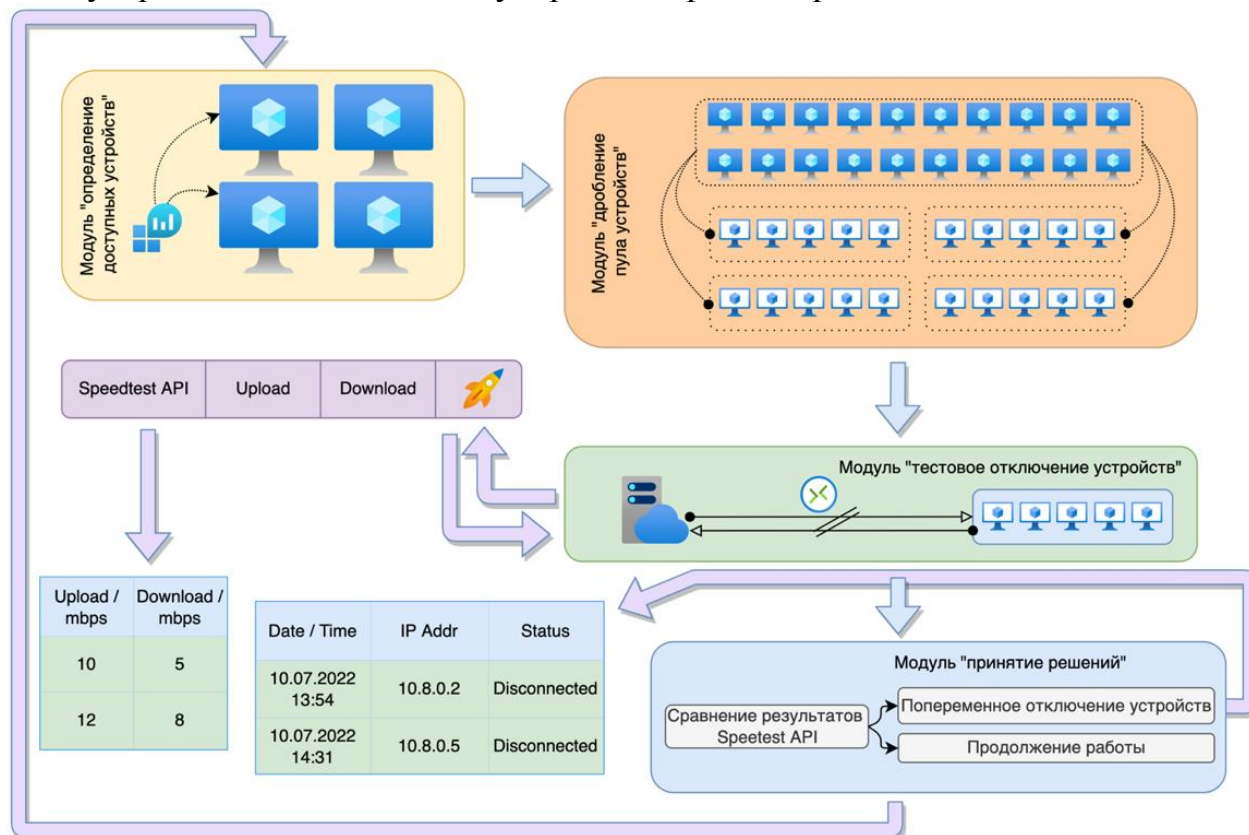 Модуль "определение
доступных устройств"
Модуль "дробление
пула устройств"
Speedtest API
Upload
Download
Модуль "тестовое отключение устройств"
Upload /
mbps
Download /
mbps
10
5
12
8
Date / Time
IP Addr
Status
10.07.2022
13:54
10.8.0.2
Disconnected
10.07.2022
14:31
10.8.0.5
Disconnected
Модуль "принятие решений"
Сравнение результатов
Speetest API
Попеременное отключение устройств
Продолжение работы